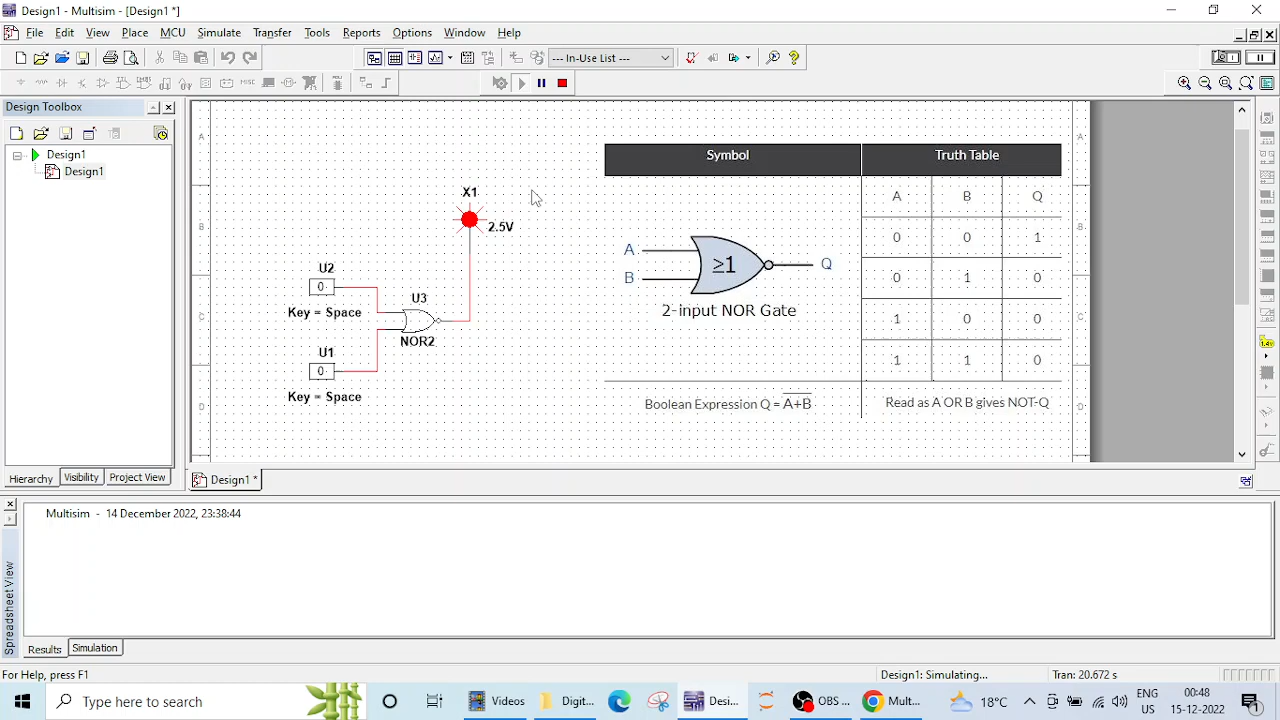 Design1 - Multisim - [Design1 *]
File Edit View Place MCU Simulate Transfer Tools Reports Options Window Help
--- In-Use List ---
Design Toolbox
Design1
Design1
Hierarchy Visibility Project View
A
B
C
D
A
B
C
D
X1
2.5V
U2
0
Key = Space
U3
NOR2
U1
0
Key = Space
Symbol Truth Table
A
B
≥1
Q
2-input NOR Gate
A B Q
0 0 1
0 1 0
1 0 0
1 1 0
Boolean Expression Q = A̅+̅B̅
Read as A OR B gives NOT-Q
Design1 *
Multisim - 14 December 2022, 23:38:44
Spreadsheet View
Results Simulation
For Help, press F1
Design1: Simulating...
Tran: 20.672 s
Type here to search
Videos
Digit...
Desi...
OBS ...
Mult...
18°C
ENG
US
00:48
15-12-2022
1